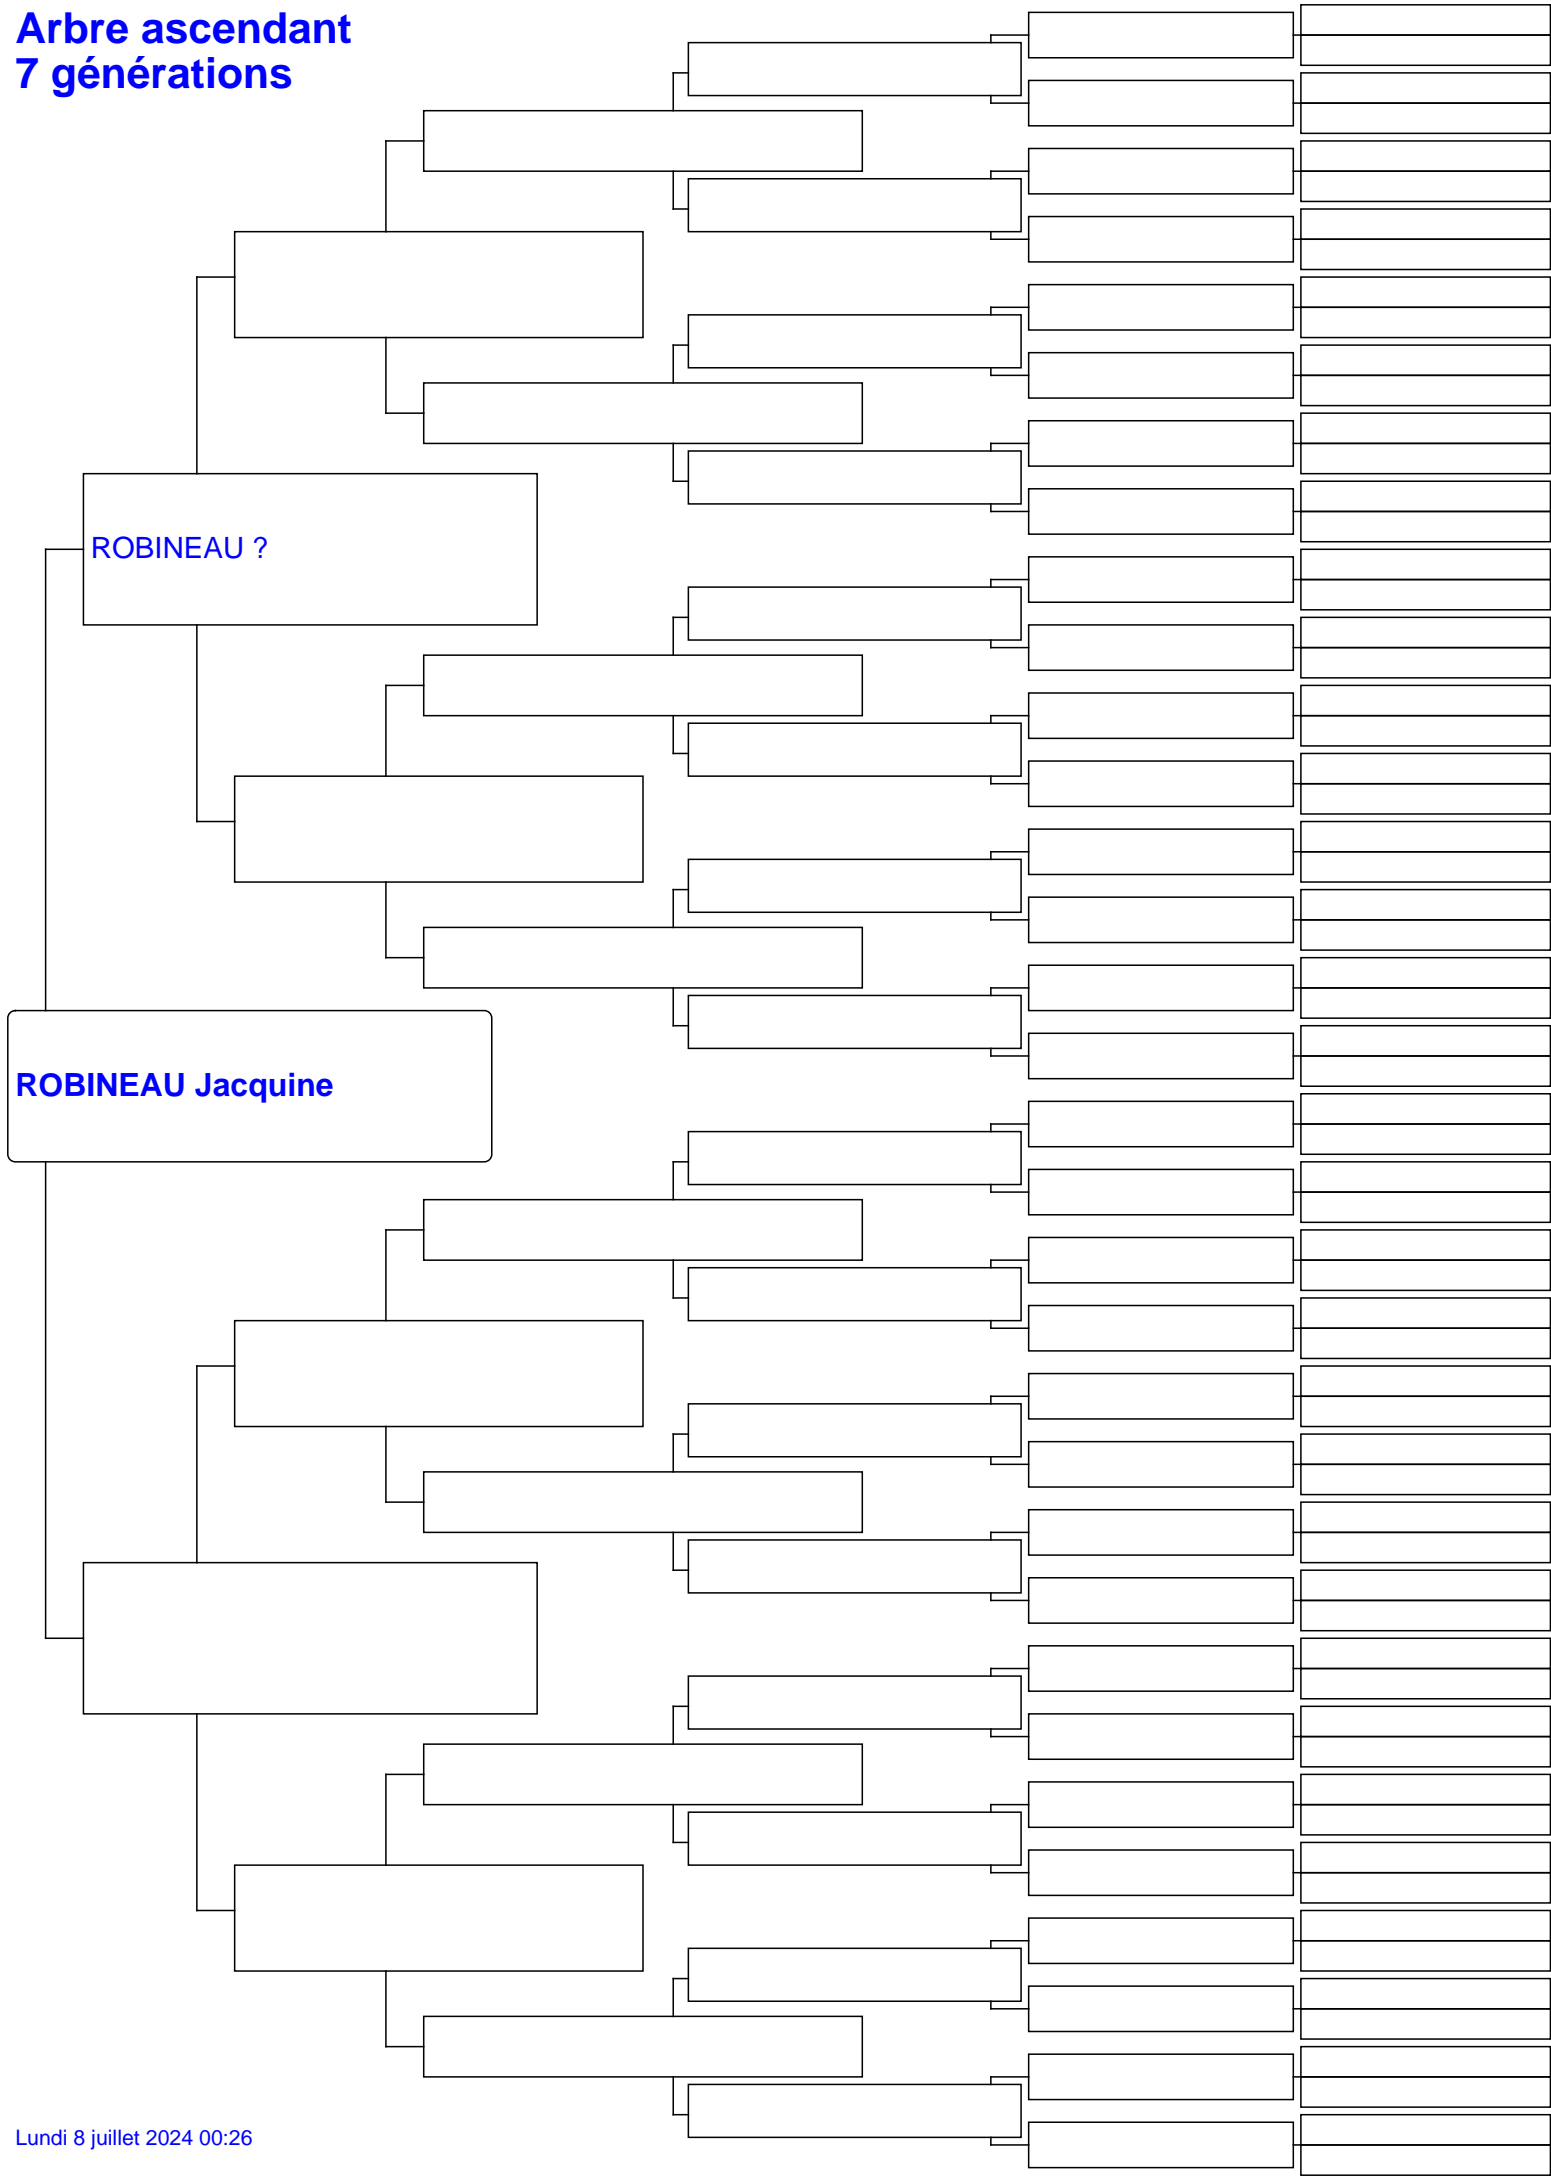 Arbre ascendant
7 générations
ROBINEAU ?
ROBINEAU Jacquine
Lundi 8 juillet 2024 00:26